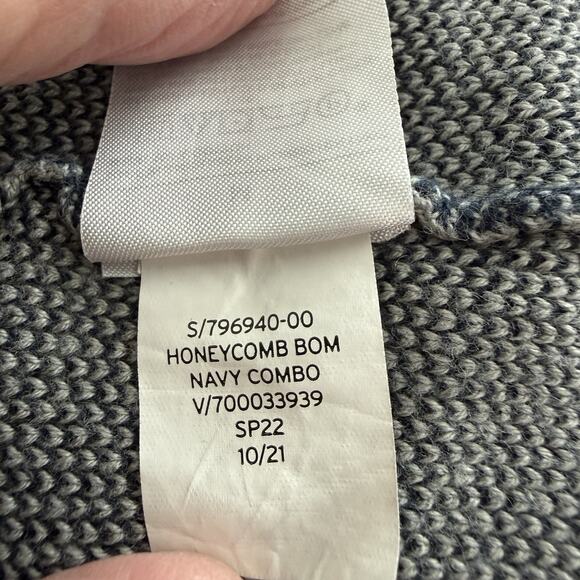 S/796940-00
HONEYCOMB BOM
NAVY COMBO
V/700033939
SP22
10/21